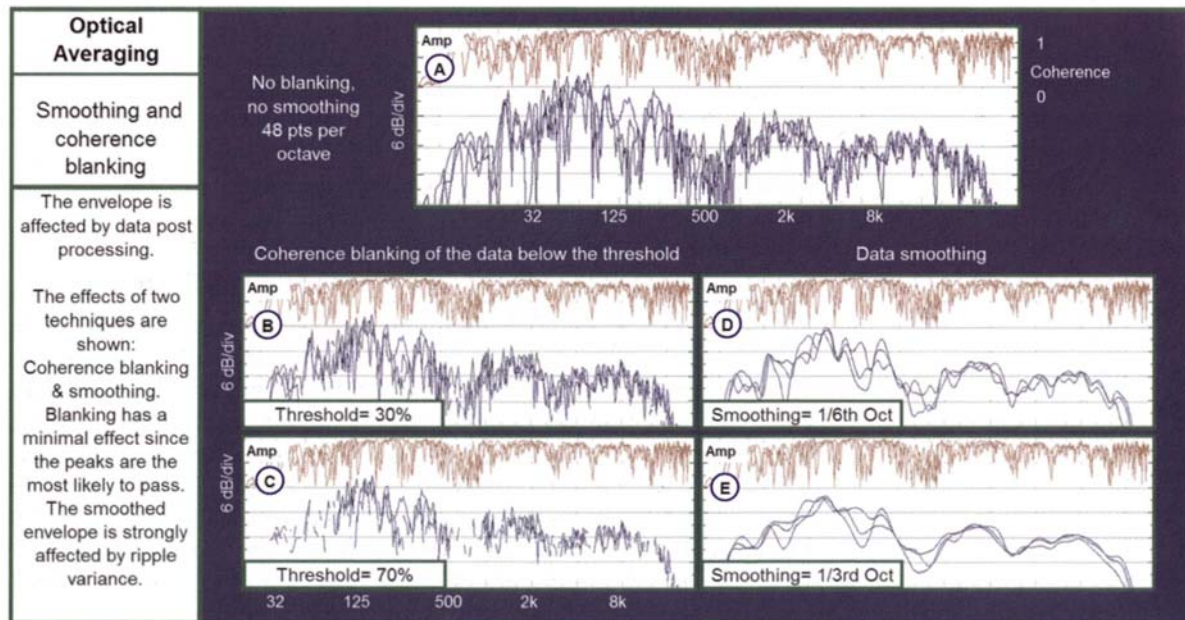 Optical
Averaging
Smoothing and
coherence
blanking
The envelope is
affected by data post
processing.
The effects of two
techniques are
shown:
Coherence blanking
& smoothing.
Blanking has a
minimal effect since
the peaks are the
most likely to pass.
The smoothed
envelope is strongly
affected by ripple
variance.
No blanking,
no smoothing
48 pts per
octave
6 dB/div
Amp
A
1
Coherence
0
32 125 500 2k 8k
Coherence blanking of the data below the threshold
Data smoothing
6 dB/div
Amp
B
Threshold= 30%
Amp
D
Smoothing= 1/6th Oct
6 dB/div
Amp
C
Threshold= 70%
Amp
E
Smoothing= 1/3rd Oct
32 125 500 2k 8k